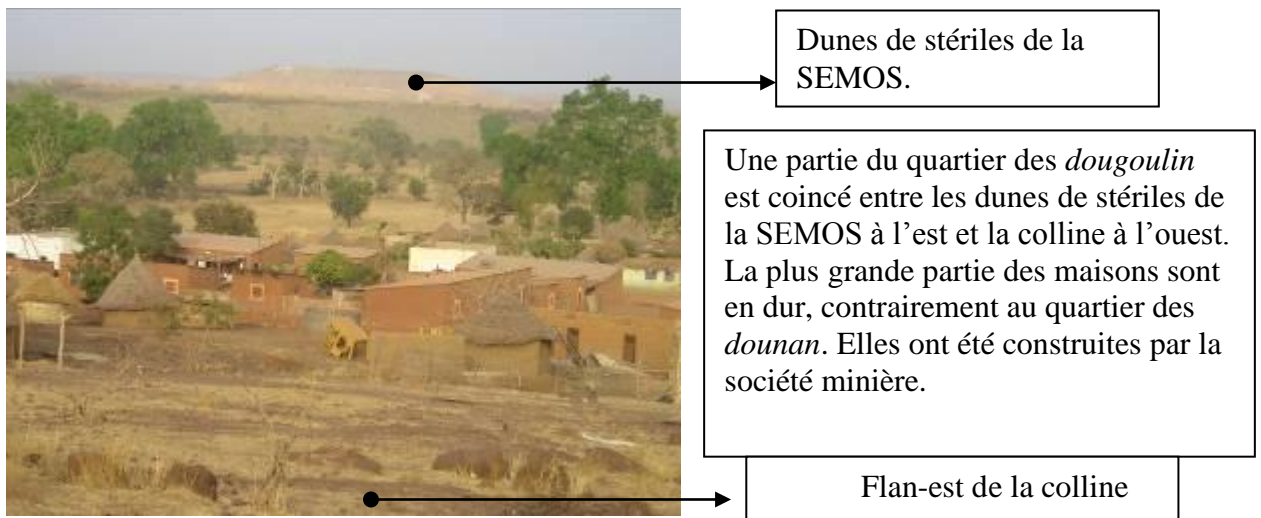 Dunes de stériles de la
SEMOS.
Une partie du quartier des dougoulin
est coincé entre les dunes de stériles de
la SEMOS à l’est et la colline à l’ouest.
La plus grande partie des maisons sont
en dur, contrairement au quartier des
dounan. Elles ont été construites par la
société minière.
Flan-est de la colline